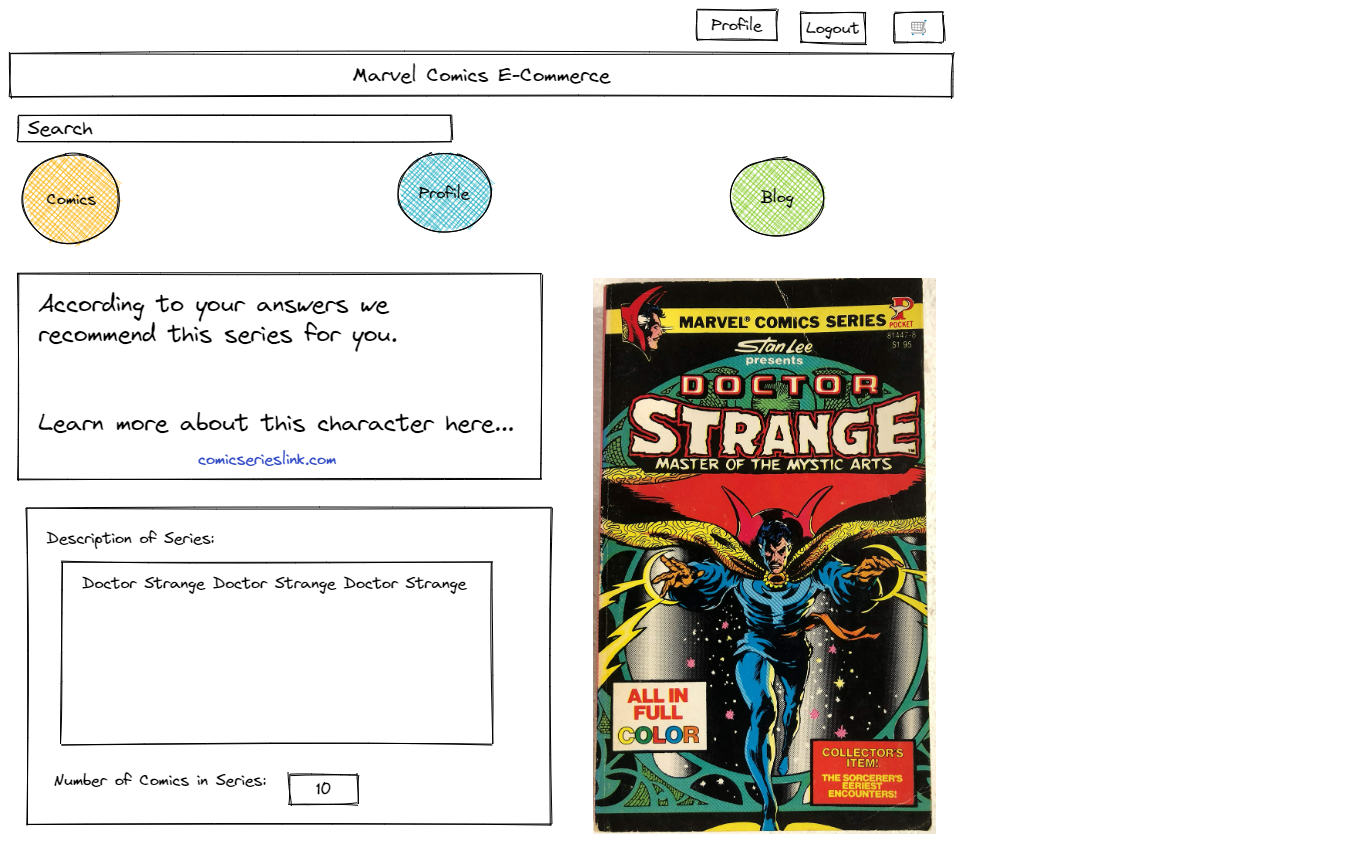 Profile
Logout
Marvel Comics E-Commerce
Search
Comics
Profile
Blog
According to your answers we
recommend this series for you.
Learn more about this character here...
comicserieslink.com
Description of Series:
Doctor Strange Doctor Strange Doctor Strange
Number of Comics in Series:
10
MARVEL® COMICS SERIES
P
POCKET
81447-8
$1.95
Stan Lee
presents
DOCTOR
STRANGE™
MASTER OF THE MYSTIC ARTS
ALL IN
FULL
COLOR
COLLECTOR'S
ITEM!
THE SORCERER'S
EERIEST
ENCOUNTERS!